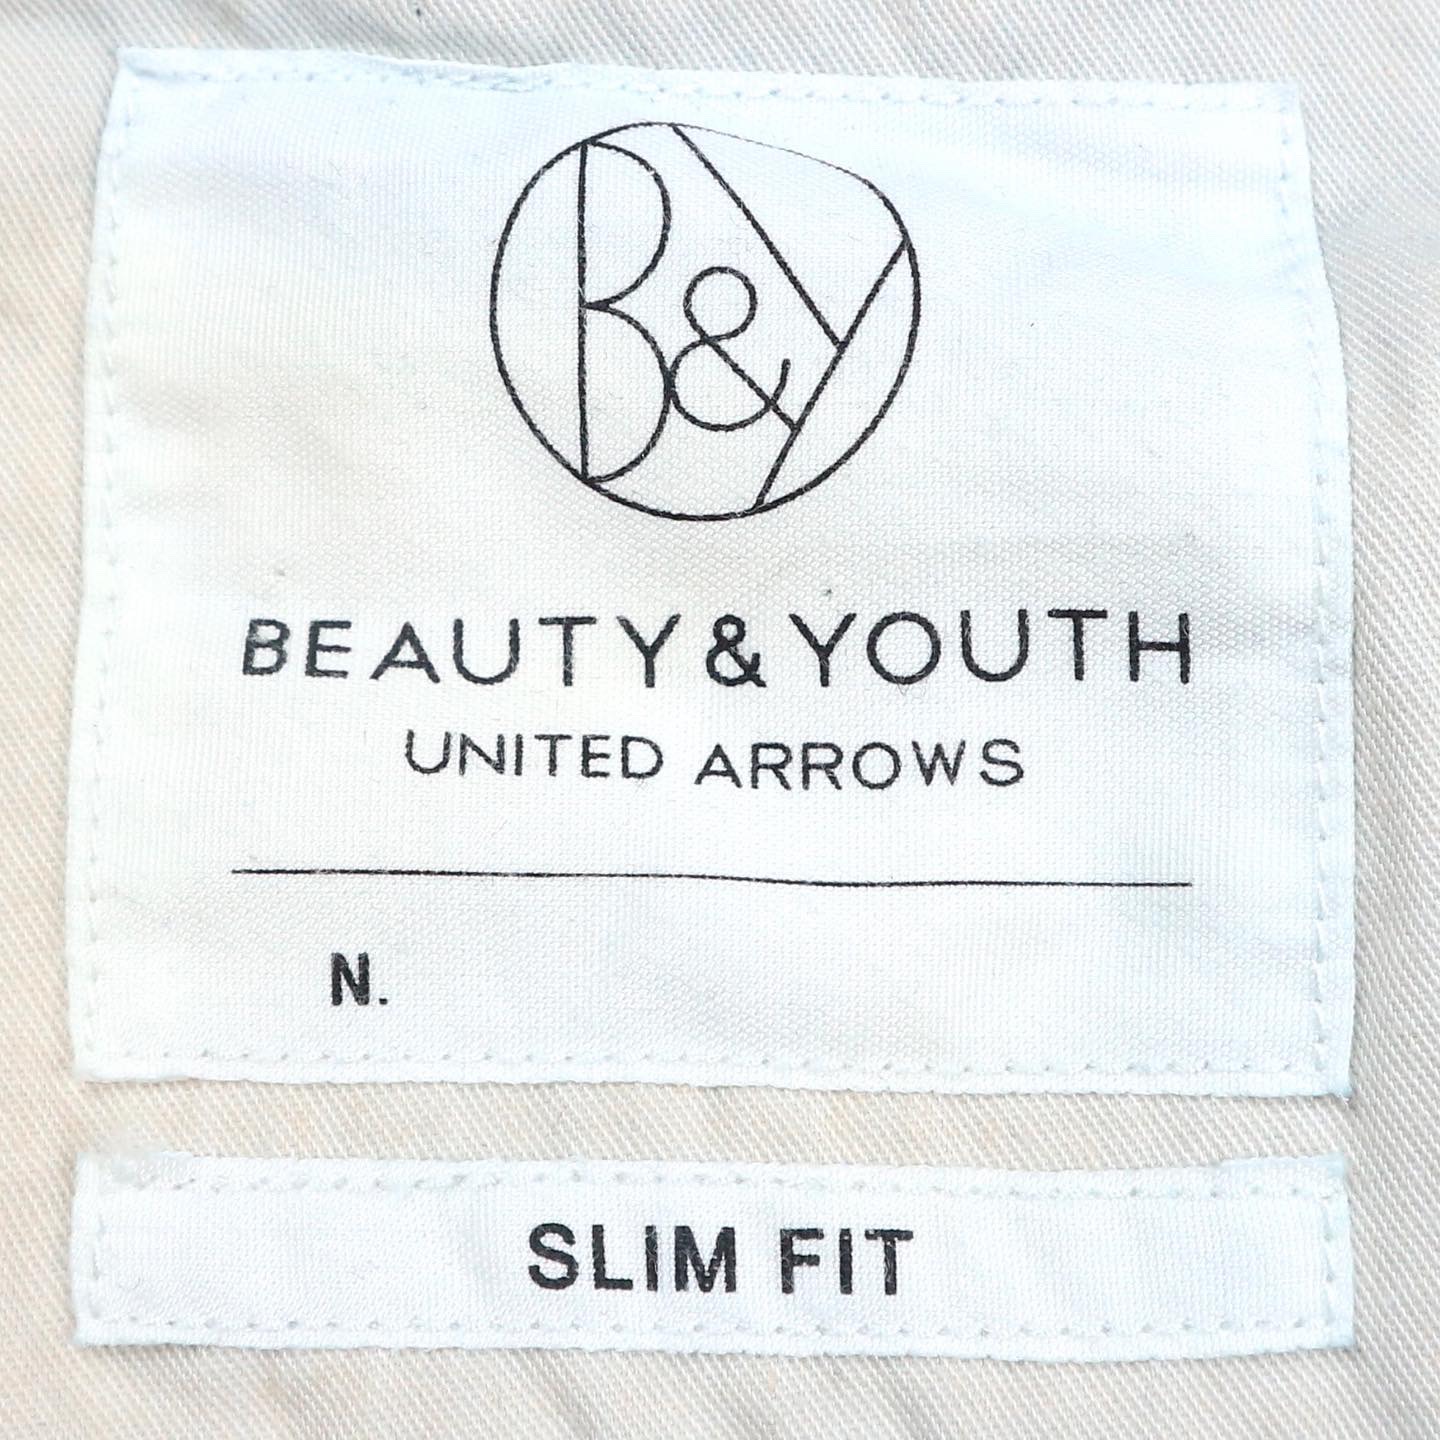 B&Y
BEAUTY&YOUTH
UNITED ARROWS
N.
SLIM FIT